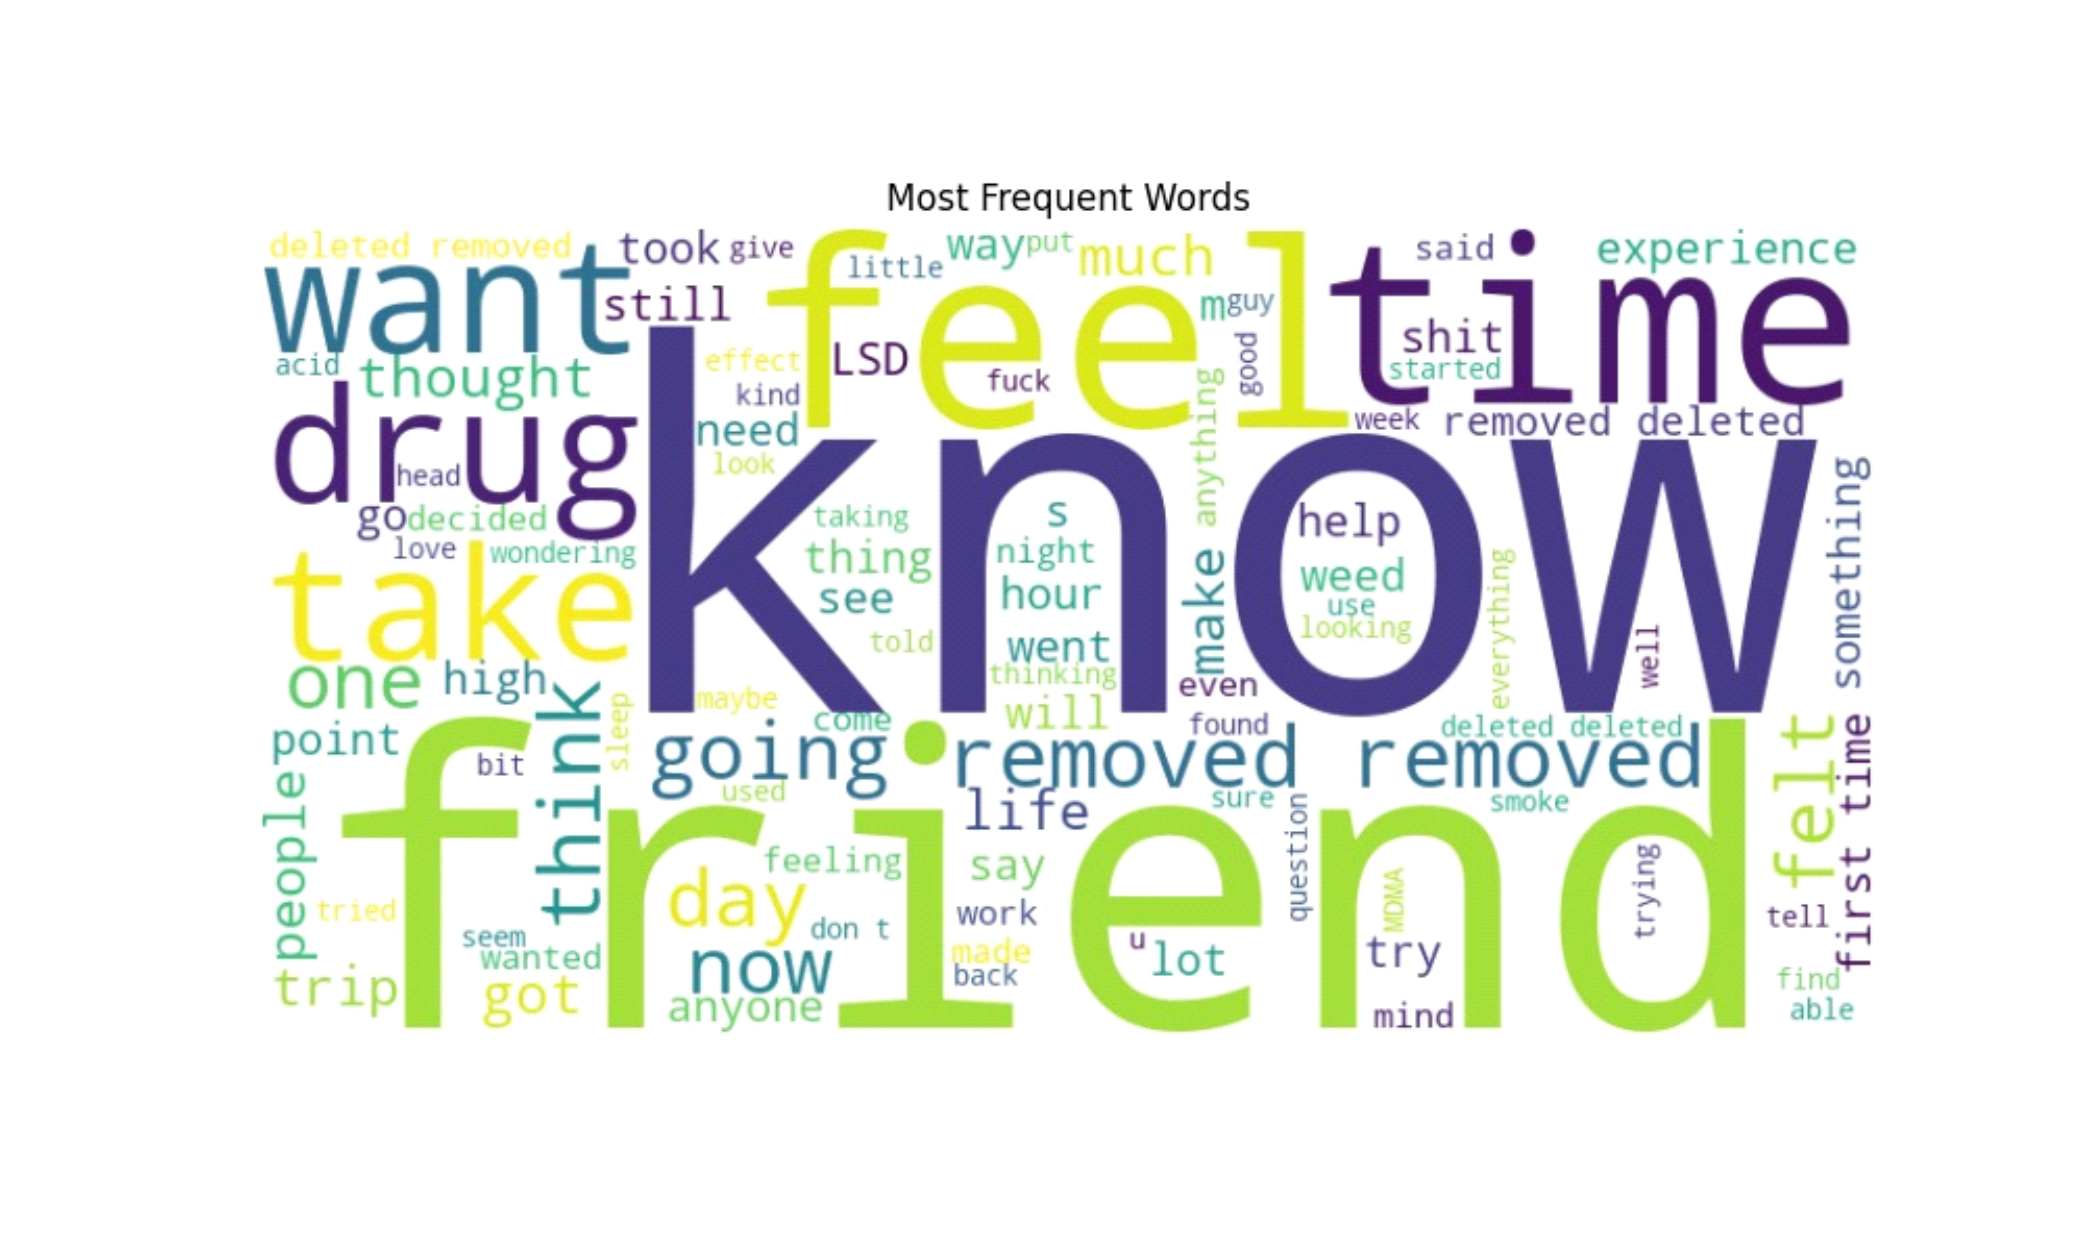 Most Frequent Words
deleted removed
took
give
little
way
put
much
said
experience
want
still
feel
m
guy
time
shit
started
acid
thought
effect
LSD
kind
fuck
good
anything
week
removed deleted
drug
head
need
look
know
go
decided
love
wondering
taking
thing
see
told
s
night
hour
went
thinking
will
make
even
found
help
weed
use
looking
everything
well
something
take
one
high
think
sleep
maybe
come
point
bit
going
removed removed
deleted deleted
used
life
sure
smoke
felt
first time
people
friend
tried
feeling
day
say
question
MDMA
trying
tell
seem
wanted
don t
work
made
back
u
lot
try
trip
got
now
anyone
mind
find
able